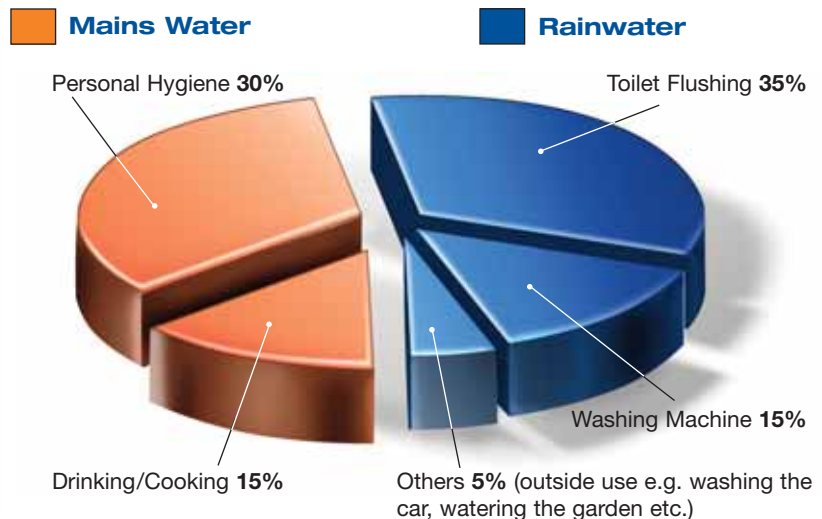 Mains Water
Rainwater
Personal Hygiene 30%
Toilet Flushing 35%
Washing Machine 15%
Drinking/Cooking 15%
Others 5% (outside use e.g. washing the
car, watering the garden etc.)